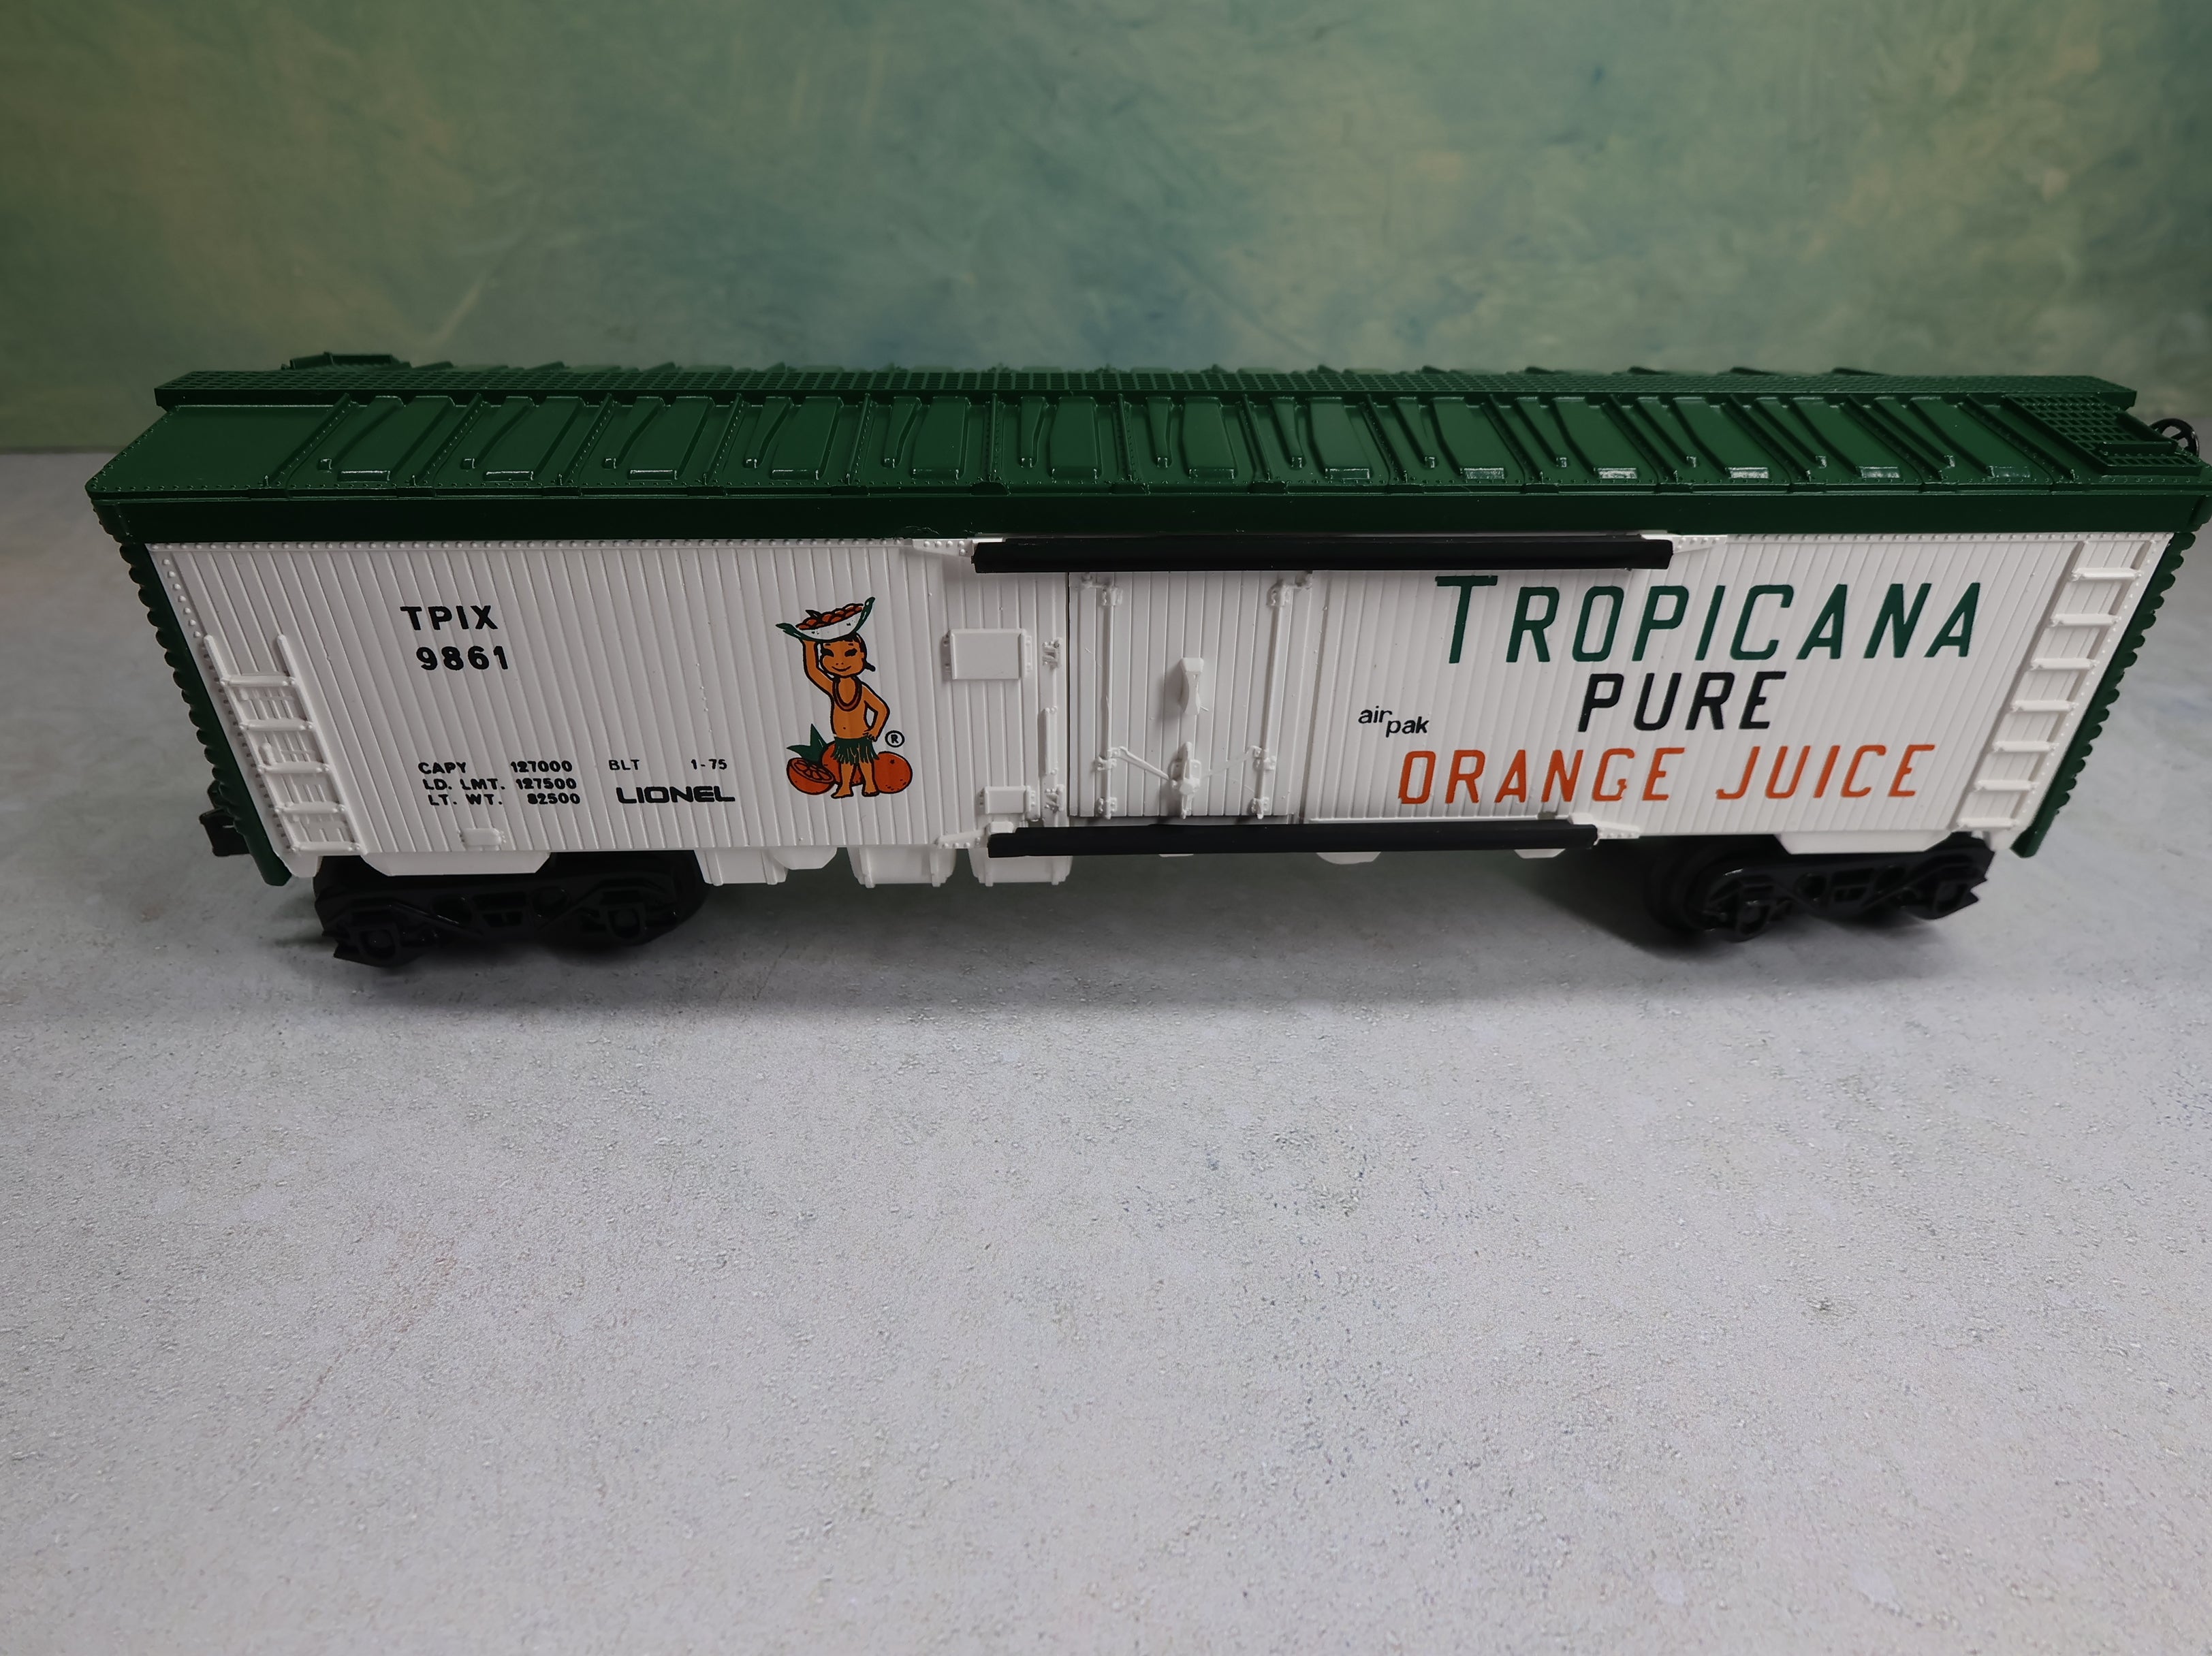 TPIX
9861
CAPY 127000
LD. LMT. 127500
LT. WT. 82500
BLT 1-75
LIONEL
®
air pak
TROPICANA
PURE
ORANGE JUICE